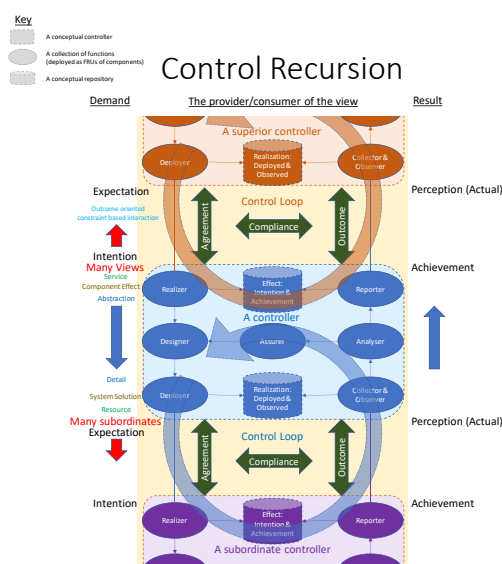 Key
A conceptual controller
A collection of functions
(deployed as FRUs of components)
A conceptual repository
Control Recursion
Demand
The provider/consumer of the view
Result
A superior controller
Deployer
Realization:
Deployed &
Observed
Collector &
Observer
Expectation
Perception (Actual)
Outcome oriented
constraint based interaction
Control Loop
Agreement
Compliance
Outcome
Intention
Many Views
Service
Component Effect
Abstraction
Achievement
Realizer
Effect:
Intention &
Achievement
Reporter
A controller
Designer
Assurer
Analyser
Detail
System Solution
Resource
Many subordinates
Expectation
Deployer
Realization:
Deployed &
Observed
Collector &
Observer
Perception (Actual)
Control Loop
Agreement
Compliance
Outcome
Intention
Achievement
Realizer
Effect:
Intention &
Achievement
Reporter
A subordinate controller